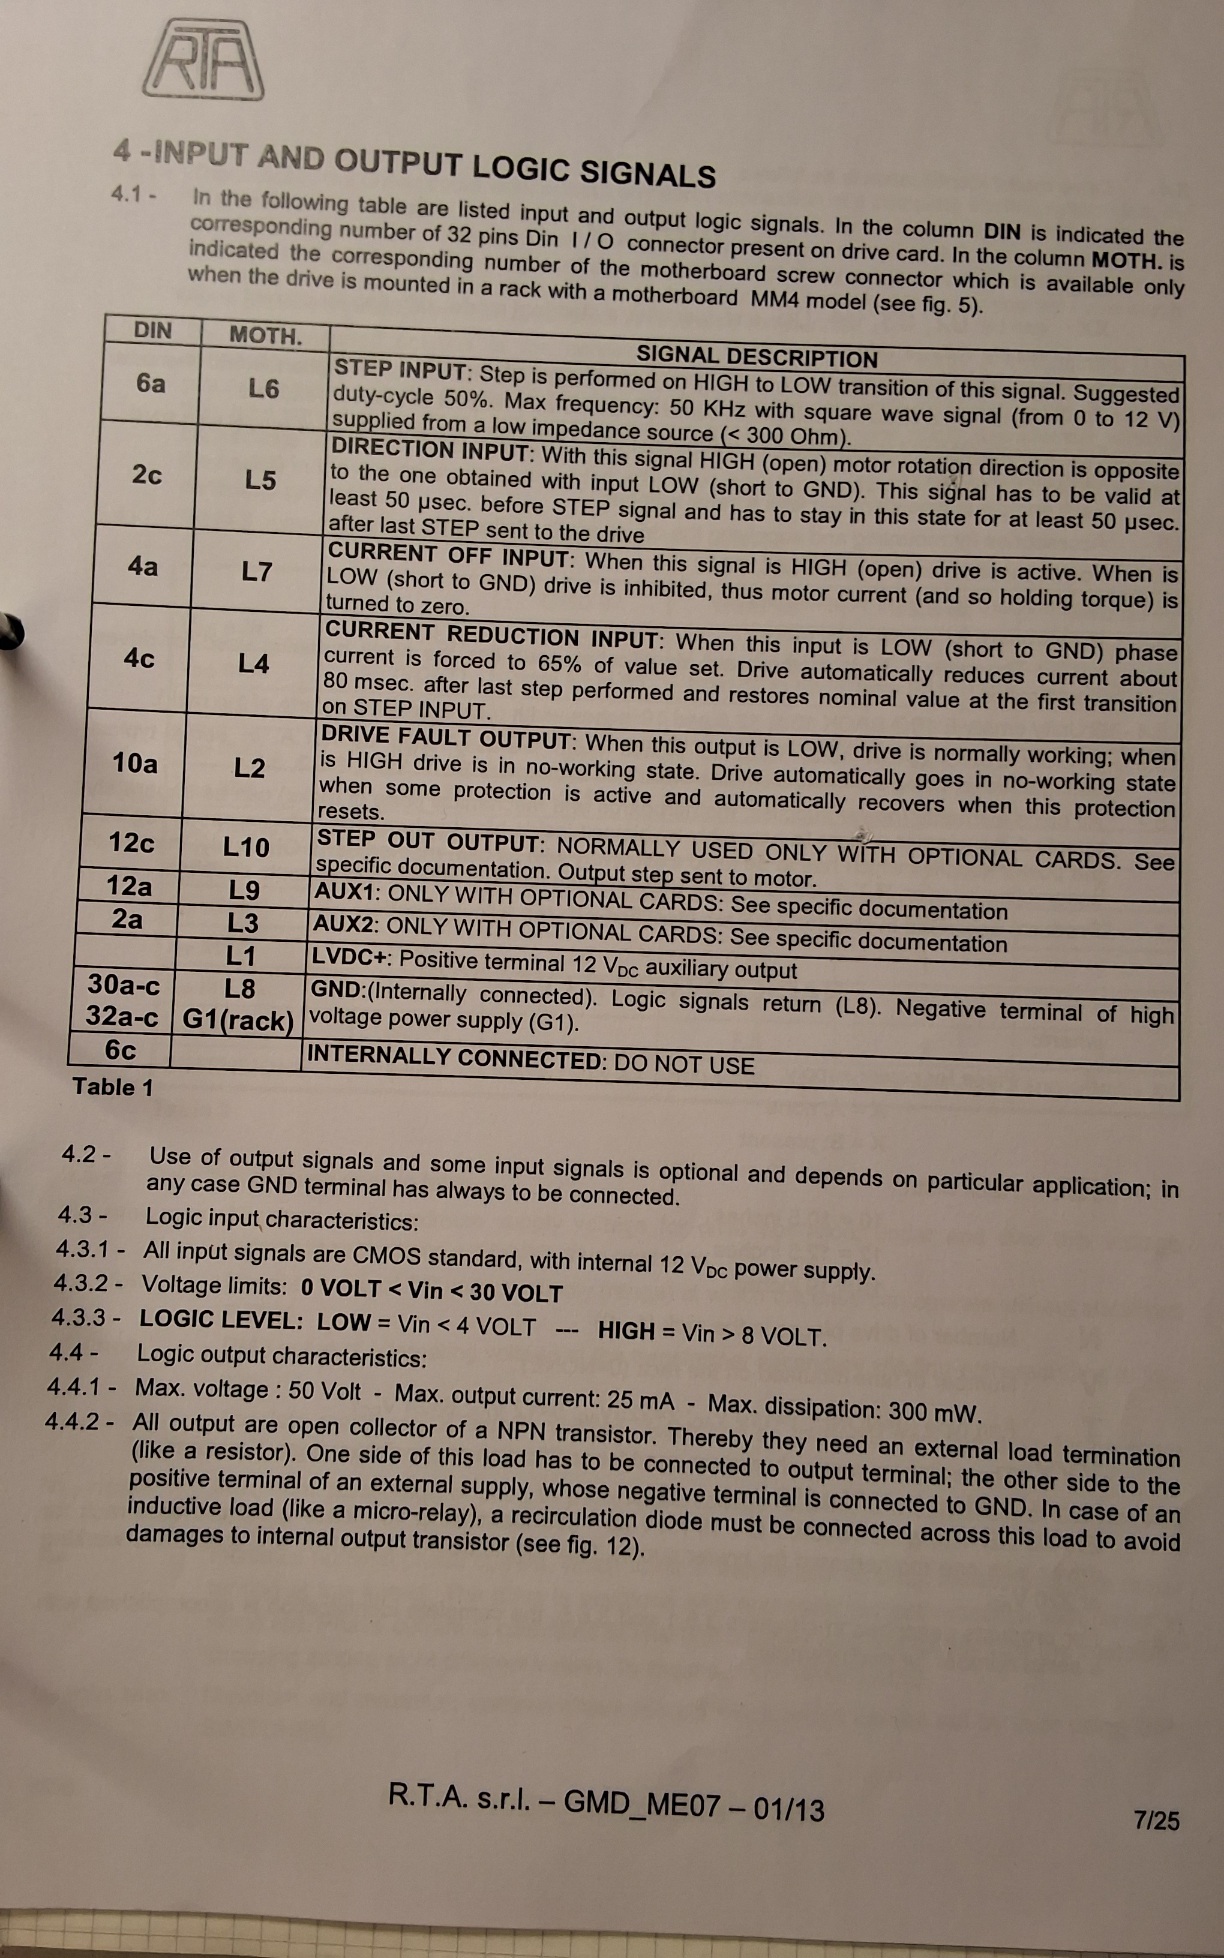 RTA
4 -INPUT AND OUTPUT LOGIC SIGNALS
4.1 - In the following table are listed input and output logic signals. In the column DIN is indicated the
corresponding number of 32 pins Din I / O connector present on drive card. In the column MOTH. is
indicated the corresponding number of the motherboard screw connector which is available only
when the drive is mounted in a rack with a motherboard MM4 model (see fig. 5).
DIN MOTH. SIGNAL DESCRIPTION
6a L6 STEP INPUT: Step is performed on HIGH to LOW transition of this signal. Suggested
duty-cycle 50%. Max frequency: 50 KHz with square wave signal (from 0 to 12 V)
supplied from a low impedance source (< 300 Ohm).
2c L5 DIRECTION INPUT: With this signal HIGH (open) motor rotation direction is opposite
to the one obtained with input LOW (short to GND). This signal has to be valid at
least 50 µsec. before STEP signal and has to stay in this state for at least 50 µsec.
after last STEP sent to the drive
4a L7 CURRENT OFF INPUT: When this signal is HIGH (open) drive is active. When is
LOW (short to GND) drive is inhibited, thus motor current (and so holding torque) is
turned to zero.
4c L4 CURRENT REDUCTION INPUT: When this input is LOW (short to GND) phase
current is forced to 65% of value set. Drive automatically reduces current about
80 msec. after last step performed and restores nominal value at the first transition
on STEP INPUT.
10a L2 DRIVE FAULT OUTPUT: When this output is LOW, drive is normally working; when
is HIGH drive is in no-working state. Drive automatically goes in no-working state
when some protection is active and automatically recovers when this protection
resets.
12c L10 STEP OUT OUTPUT: NORMALLY USED ONLY WITH OPTIONAL CARDS. See
specific documentation. Output step sent to motor.
12a L9 AUX1: ONLY WITH OPTIONAL CARDS: See specific documentation
2a L3 AUX2: ONLY WITH OPTIONAL CARDS: See specific documentation
L1 LVDC+: Positive terminal 12 VDC auxiliary output
30a-c L8 GND:(Internally connected). Logic signals return (L8). Negative terminal of high
32a-c G1(rack) voltage power supply (G1).
6c INTERNALLY CONNECTED: DO NOT USE
Table 1
4.2 - Use of output signals and some input signals is optional and depends on particular application; in
any case GND terminal has always to be connected.
4.3 - Logic input characteristics:
4.3.1 - All input signals are CMOS standard, with internal 12 VDC power supply.
4.3.2 - Voltage limits: 0 VOLT < Vin < 30 VOLT
4.3.3 - LOGIC LEVEL: LOW = Vin < 4 VOLT --- HIGH = Vin > 8 VOLT.
4.4 - Logic output characteristics:
4.4.1 - Max. voltage : 50 Volt - Max. output current: 25 mA - Max. dissipation: 300 mW.
4.4.2 - All output are open collector of a NPN transistor. Thereby they need an external load termination
(like a resistor). One side of this load has to be connected to output terminal; the other side to the
positive terminal of an external supply, whose negative terminal is connected to GND. In case of an
inductive load (like a micro-relay), a recirculation diode must be connected across this load to avoid
damages to internal output transistor (see fig. 12).
R.T.A. s.r.l. – GMD_ME07 – 01/13
7/25